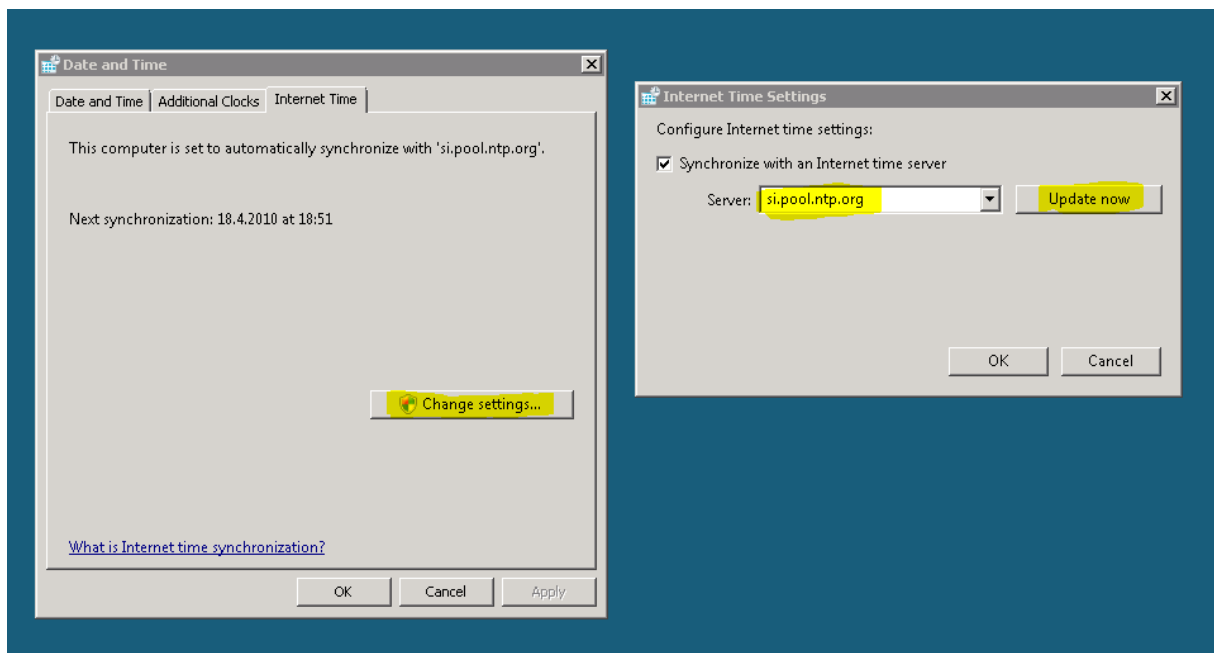 Date and Time
Date and Time Additional Clocks Internet Time
This computer is set to automatically synchronize with 'si.pool.ntp.org'.
Next synchronization: 18.4.2010 at 18:51
Change settings...
What is Internet time synchronization?
OK Cancel Apply
Internet Time Settings
Configure Internet time settings:
Synchronize with an Internet time server
Server: si.pool.ntp.org Update now
OK Cancel